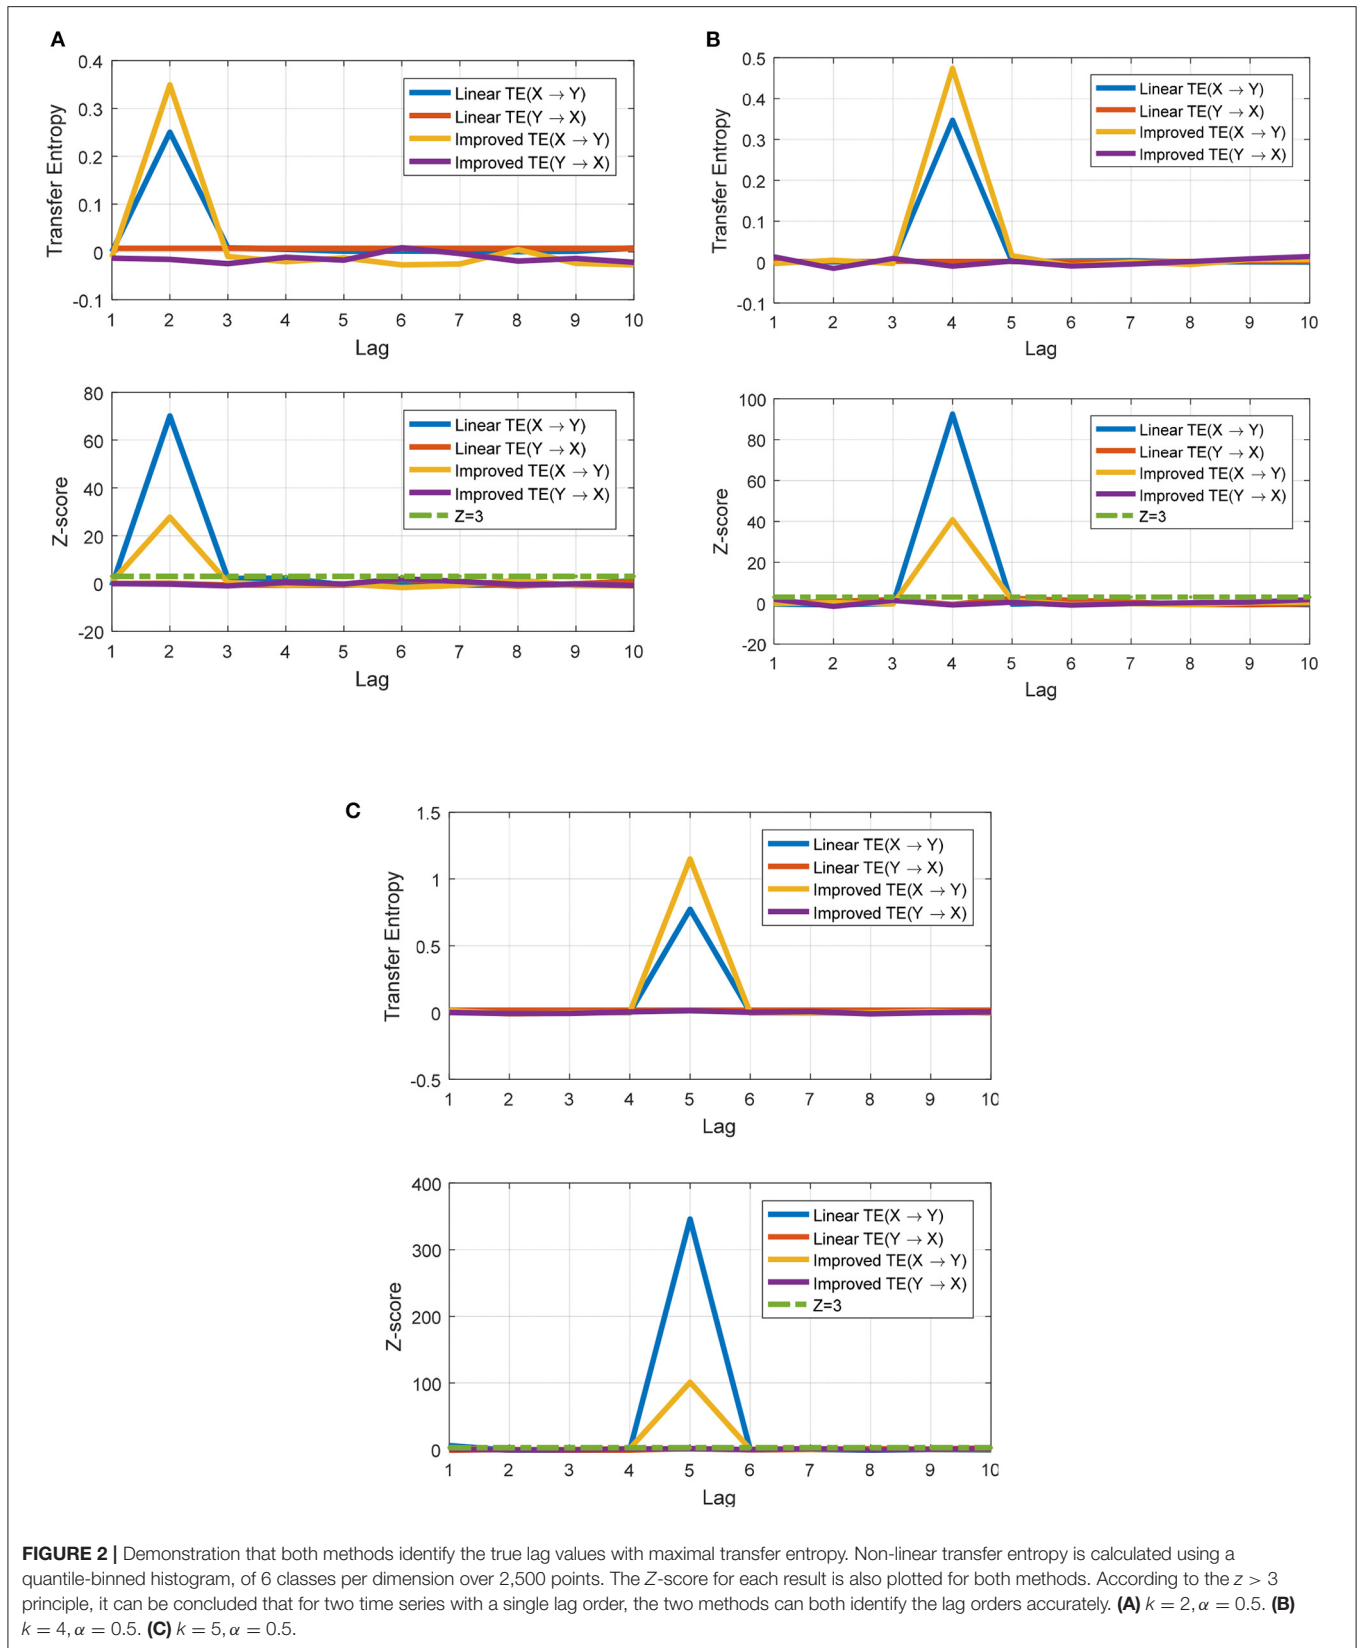 A
0.4
0.3
0.2
0.1
0
-0.1
Transfer Entropy
1 2 3 4 5 6 7 8 9 10
Lag
Linear TE(X → Y)
Linear TE(Y → X)
Improved TE(X → Y)
Improved TE(Y → X)
80
60
40
20
0
-20
Z-score
1 2 3 4 5 6 7 8 9 10
Lag
Linear TE(X → Y)
Linear TE(Y → X)
Improved TE(X → Y)
Improved TE(Y → X)
Z=3
B
0.5
0.4
0.3
0.2
0.1
0
-0.1
Transfer Entropy
1 2 3 4 5 6 7 8 9 10
Lag
Linear TE(X → Y)
Linear TE(Y → X)
Improved TE(X → Y)
Improved TE(Y → X)
100
80
60
40
20
0
-20
Z-score
1 2 3 4 5 6 7 8 9 10
Lag
Linear TE(X → Y)
Linear TE(Y → X)
Improved TE(X → Y)
Improved TE(Y → X)
Z=3
C
1.5
1
0.5
0
-0.5
Transfer Entropy
1 2 3 4 5 6 7 8 9 10
Lag
Linear TE(X → Y)
Linear TE(Y → X)
Improved TE(X → Y)
Improved TE(Y → X)
400
300
200
100
0
Z-score
1 2 3 4 5 6 7 8 9 10
Lag
Linear TE(X → Y)
Linear TE(Y → X)
Improved TE(X → Y)
Improved TE(Y → X)
Z=3
FIGURE 2 | Demonstration that both methods identify the true lag values with maximal transfer entropy. Non-linear transfer entropy is calculated using a
quantile-binned histogram, of 6 classes per dimension over 2,500 points. The Z-score for each result is also plotted for both methods. According to the z > 3
principle, it can be concluded that for two time series with a single lag order, the two methods can both identify the lag orders accurately. (A) k = 2, α = 0.5. (B)
k = 4, α = 0.5. (C) k = 5, α = 0.5.